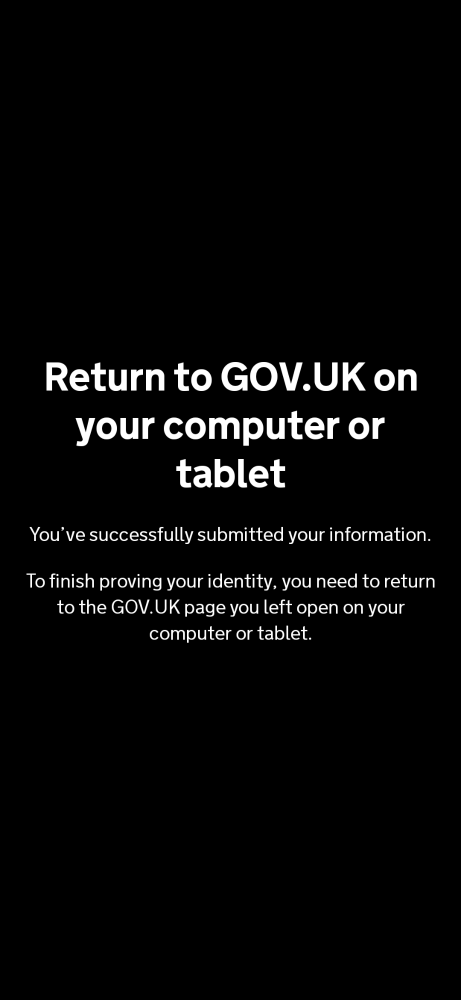 Return to GOV.UK on
your computer or
tablet
You’ve successfully submitted your information.
To finish proving your identity, you need to return
to the GOV.UK page you left open on your
computer or tablet.